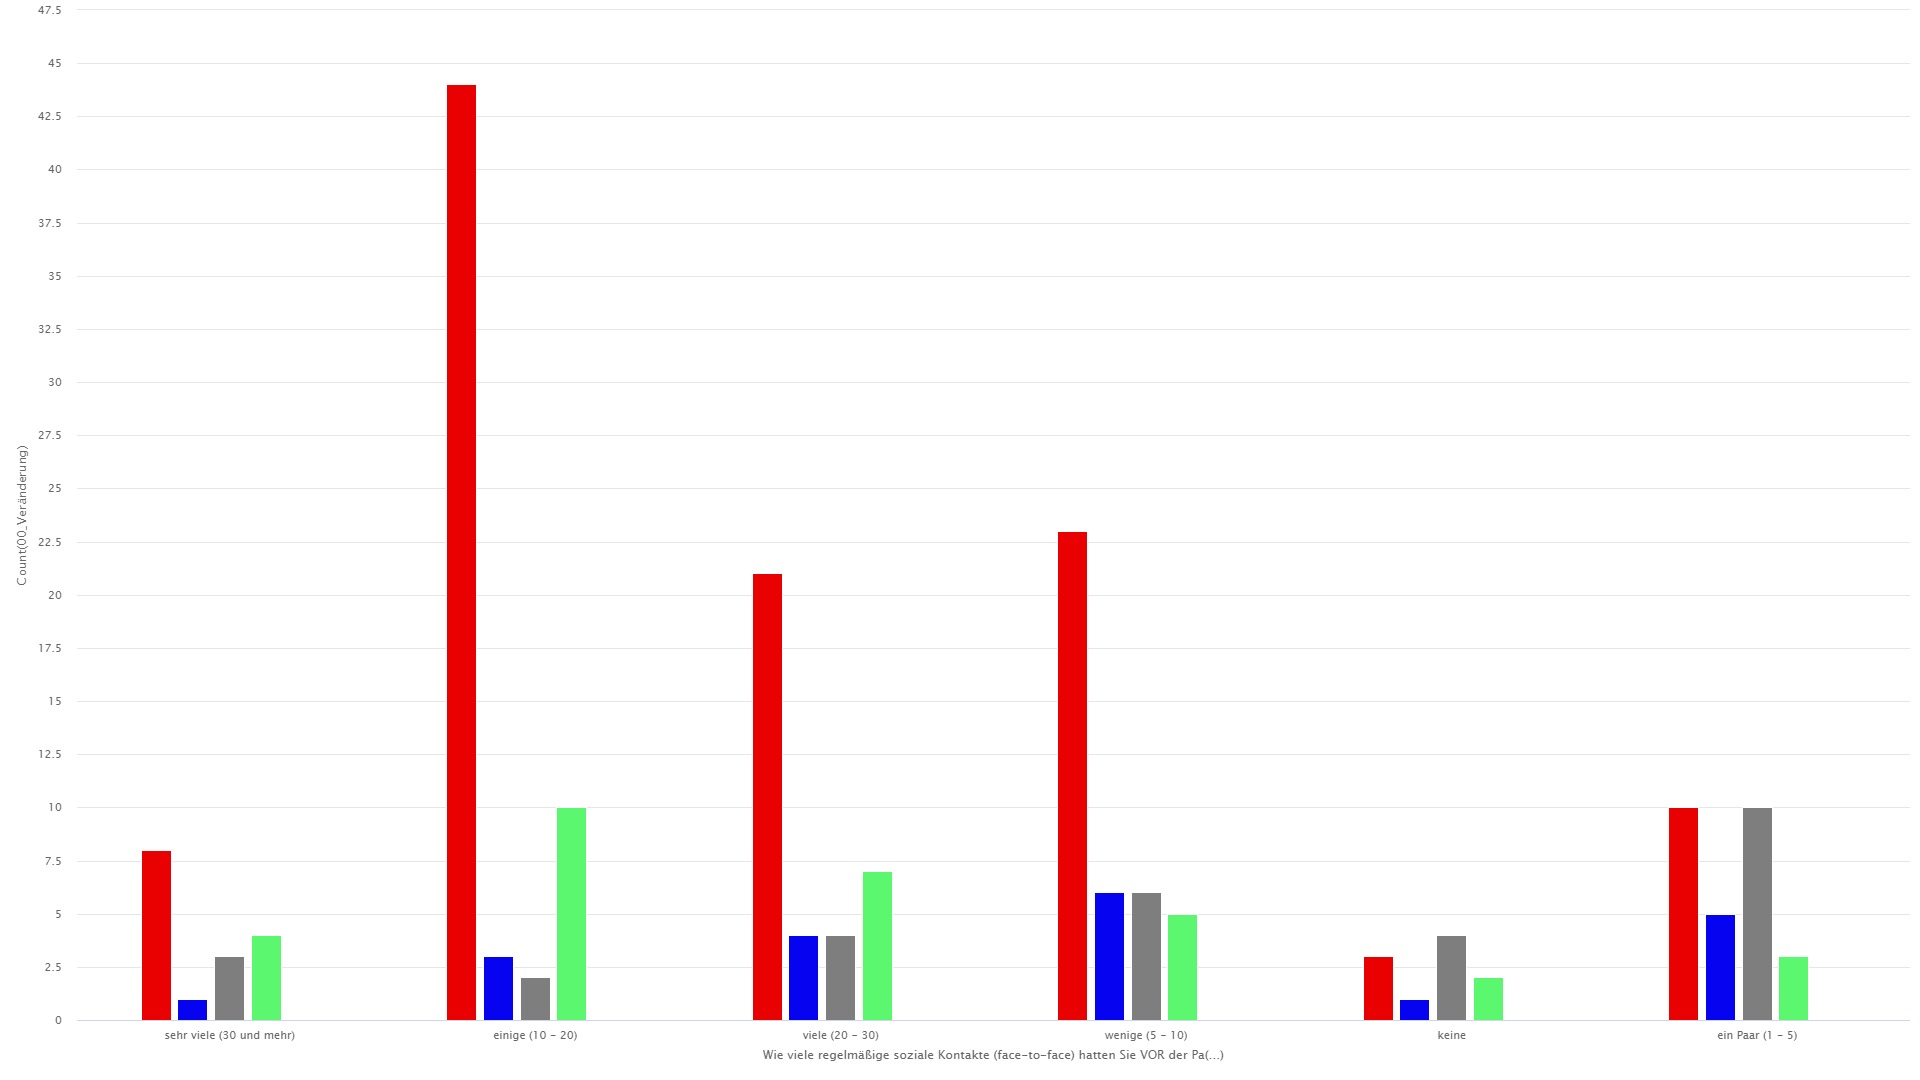 47.5
45
42.5
40
37.5
35
32.5
30
27.5
25
22.5
20
17.5
15
12.5
10
7.5
5
2.5
0
Count(00_Veränderung)
sehr viele (30 und mehr)
einige (10 - 20)
viele (20 - 30)
wenige (5 - 10)
keine
ein Paar (1 - 5)
Wie viele regelmäßige soziale Kontakte (face-to-face) hatten Sie VOR der Pa(...)